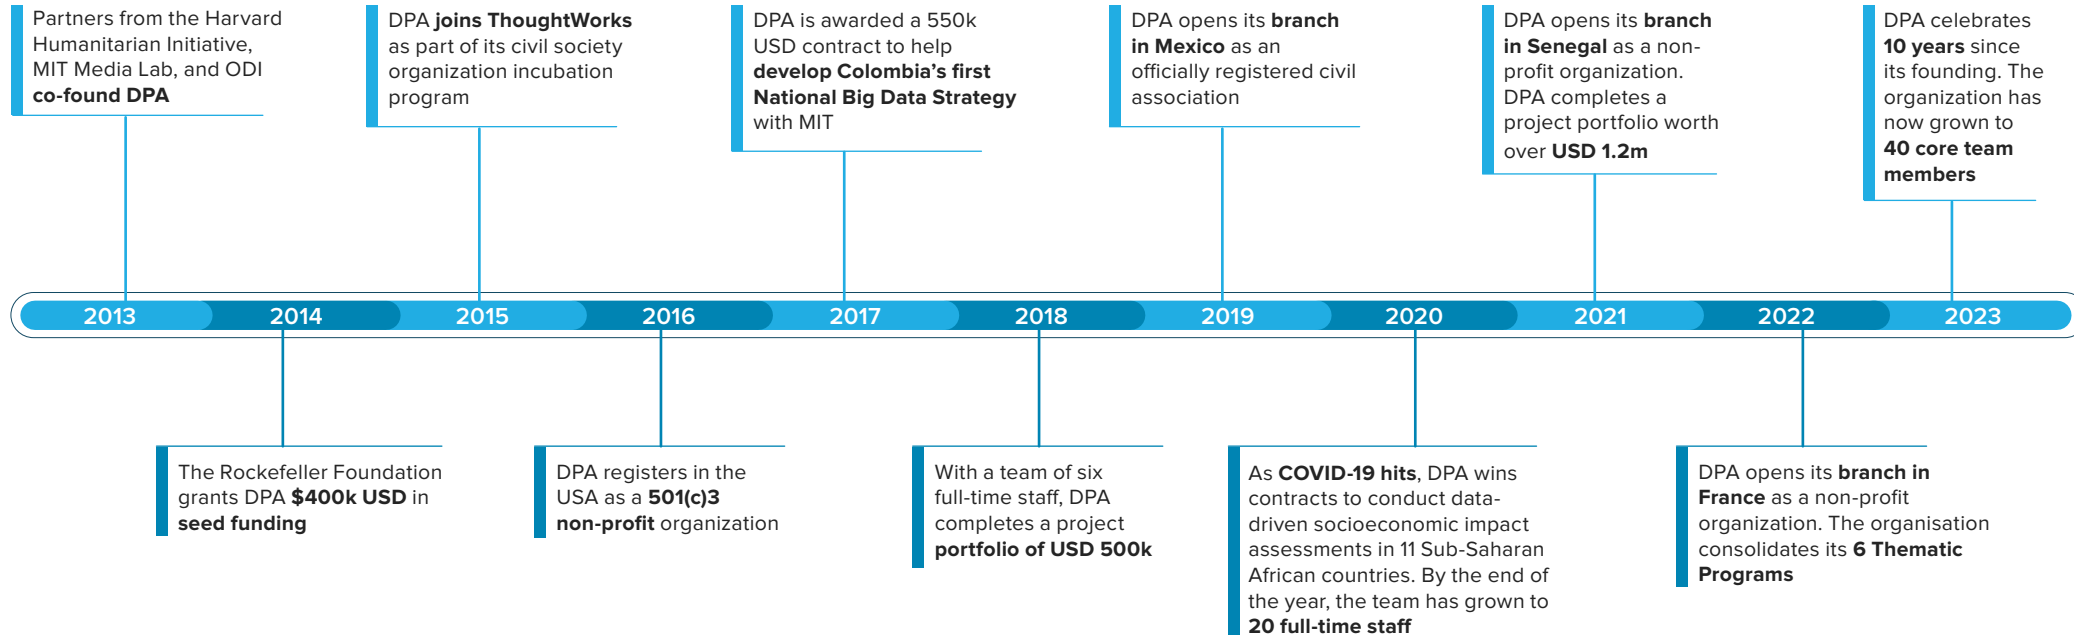 Partners from the Harvard
Humanitarian Initiative,
MIT Media Lab, and ODI
co-found DPA
DPA joins ThoughtWorks
as part of its civil society
organization incubation
program
DPA is awarded a 550k
USD contract to help
develop Colombia's first
National Big Data Strategy
with MIT
DPA opens its branch
in Mexico as an
officially registered civil
association
DPA opens its branch
in Senegal as a non-
profit organization.
DPA completes a
project portfolio worth
over USD 1.2m
DPA celebrates
10 years since
its founding. The
organization has
now grown to
40 core team
members
2013 2014 2015 2016 2017 2018 2019 2020 2021 2022 2023
The Rockefeller Foundation
grants DPA $400k USD in
seed funding
DPA registers in the
USA as a 501(c)3
non-profit organization
With a team of six
full-time staff, DPA
completes a project
portfolio of USD 500k
As COVID-19 hits, DPA wins
contracts to conduct data-
driven socioeconomic impact
assessments in 11 Sub-Saharan
African countries. By the end of
the year, the team has grown to
20 full-time staff
DPA opens its branch in
France as a non-profit
organization. The organisation
consolidates its 6 Thematic
Programs